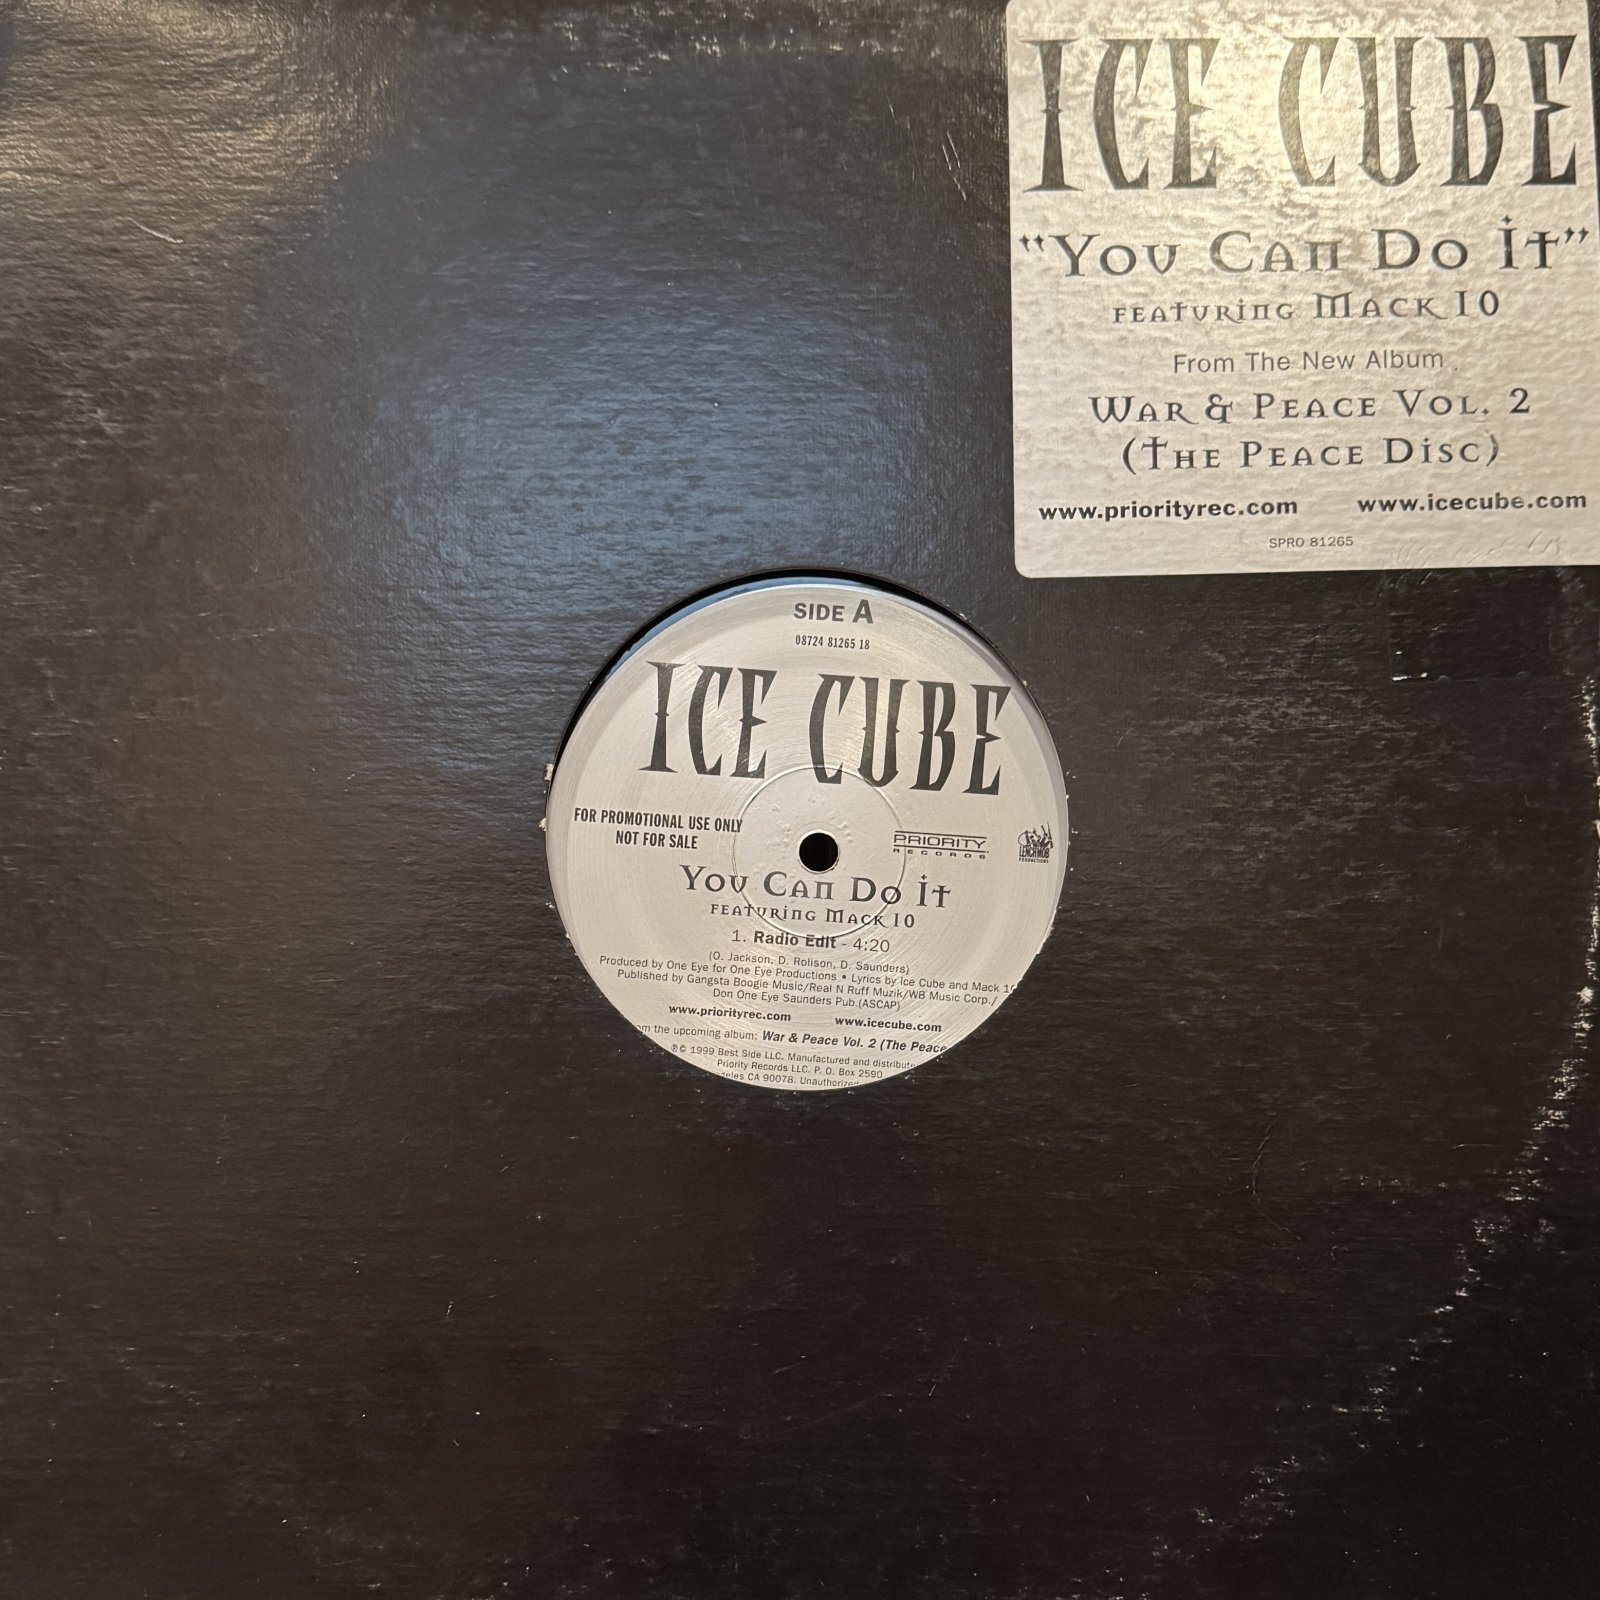 ICE CUBE
"You Can Do It"
featuring Mack 10
From The New Album
War & Peace Vol. 2
(The Peace Disc)
www.priorityrec.com www.icecube.com
SPRO 81265
SIDE A
08724 81265 18
ICE CUBE
FOR PROMOTIONAL USE ONLY
NOT FOR SALE
PRIORITY
RECORDS
LENCH MOB
PRODUCTIONS
You Can Do It
featuring Mack 10
1. Radio Edit - 4:20
(O. Jackson, D. Rolison, D. Saunders)
Produced by One Eye for One Eye Productions • Lyrics by Ice Cube and Mack 10
Published by Gangsta Boogie Music/Real N Ruff Muzik/WB Music Corp./
Don One Eye Saunders Pub.(ASCAP)
www.priorityrec.com www.icecube.com
the upcoming album: War & Peace Vol. 2 (The Peace
℗© 1999 Best Side LLC. Manufactured and
Priority Records LLC. P. O. Box 2590
CA 90078.